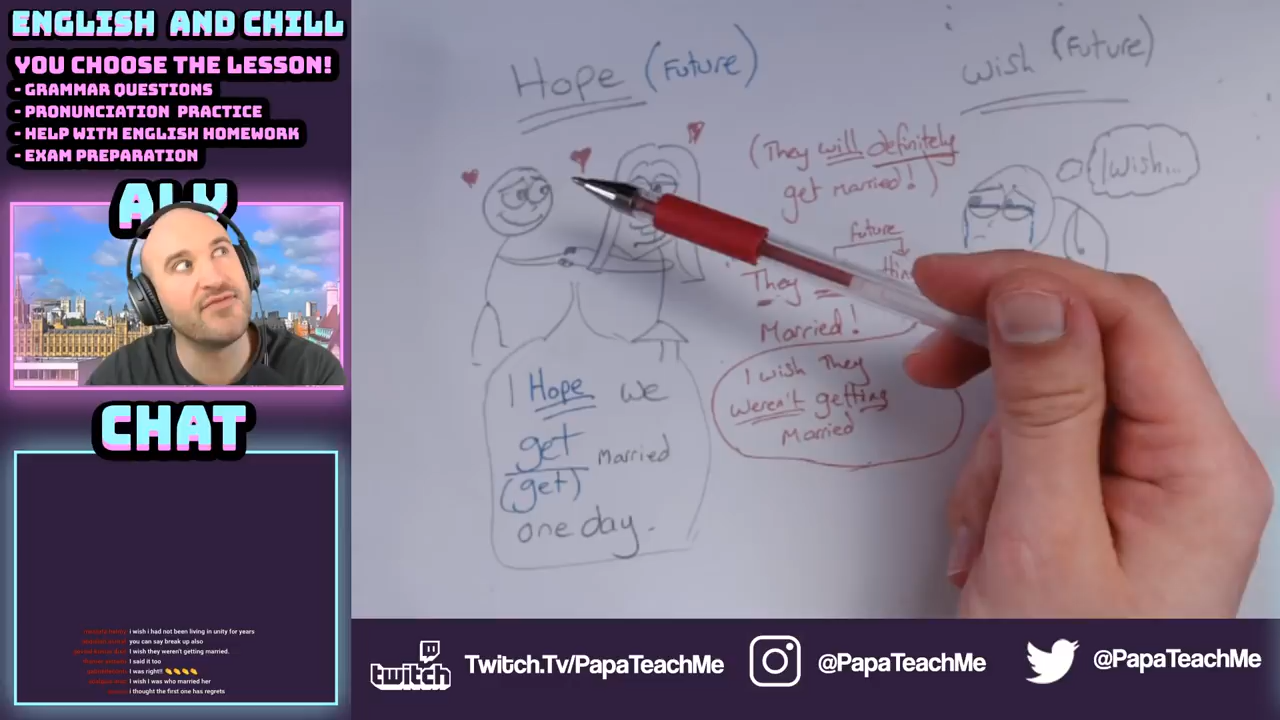 ENGLISH AND CHILL
YOU CHOOSE THE LESSON!
- GRAMMAR QUESTIONS
- PRONUNCIATION PRACTICE
- HELP WITH ENGLISH HOMEWORK
- EXAM PREPARATION
ALY
CHAT
i wish i had not been living in unity for years
you can say break up also
I wish they weren't getting married.
I said it too
I was right!!
I wish I was who married her
i thought the first one has regrets
Hope (Future)
I Hope we
get married
(get)
one day.
(They will definitely
get married!)
future
They
Married!
I wish They
weren't getting
Married
wish (Future)
I wish...
twitch
Twitch.Tv/PapaTeachMe
@PapaTeachMe
@PapaTeachMe